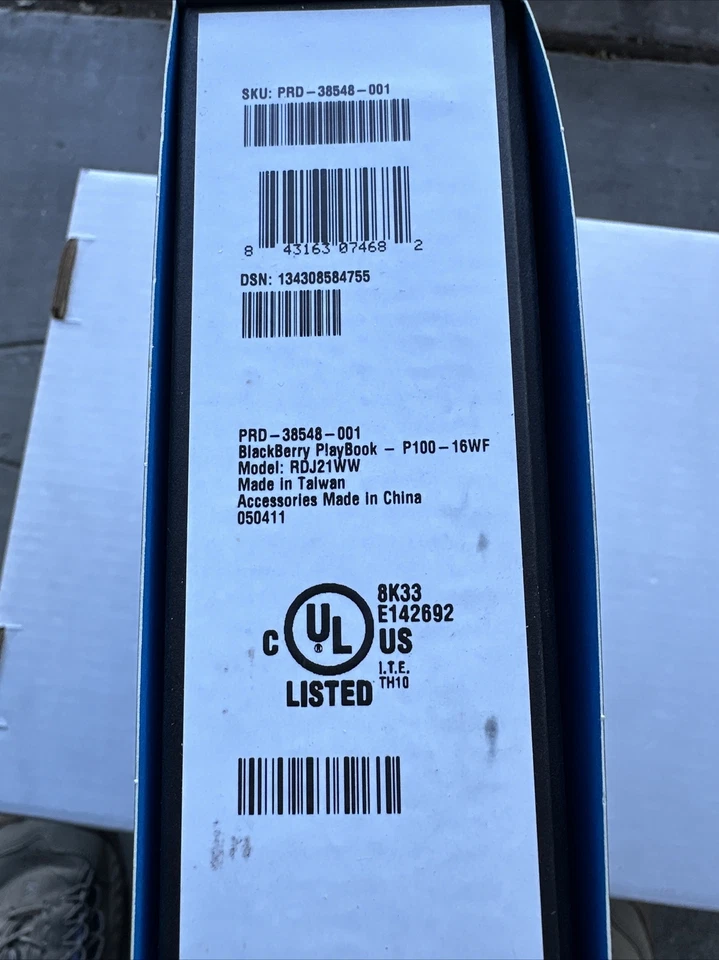 SKU: PRD-38548-001
8 43163 07468 2
DSN: 134308584755
PRD-38548-001
BlackBerry PlayBook - P100-16WF
Model: RDJ21WW
Made in Taiwan
Accessories Made in China
050411
8K33
E142692
C UL ® US
I.T.E.
LISTED TH10